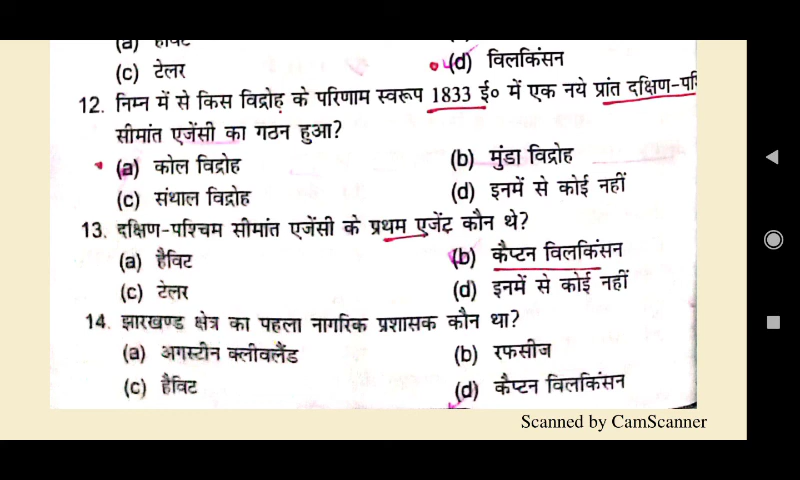 (c) टेलर
(d) विलकिंसन
12. निम्न में से किस विद्रोह के परिणाम स्वरूप 1833 ई० में एक नये प्रांत दक्षिण-
सीमांत एजेंसी का गठन हुआ?
(a) कोल विद्रोह
(b) मुंडा विद्रोह
(c) संथाल विद्रोह
(d) इनमें से कोई नहीं
13. दक्षिण-पश्चिम सीमांत एजेंसी के प्रथम एजेंट कौन थे?
(a) हैविट
(b) कैप्टन विलकिंसन
(c) टेलर
(d) इनमें से कोई नहीं
14. झारखण्ड क्षेत्र का पहला नागरिक प्रशासक कौन था?
(a) अगस्टीन क्लीवलैंड
(b) रफसीज
(c) हैविट
(d) कैप्टन विलकिंसन
Scanned by CamScanner